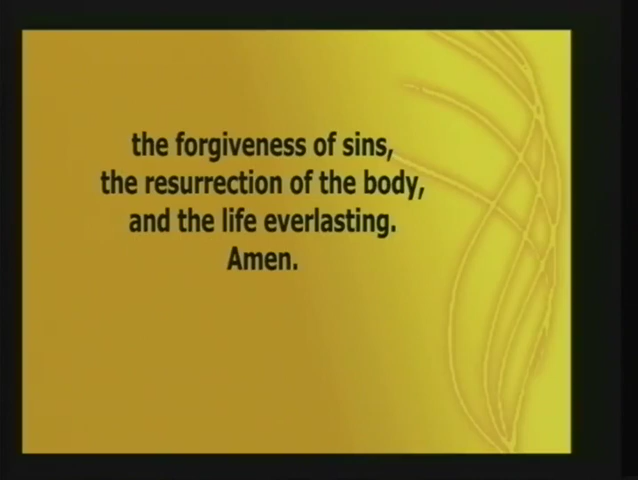 the forgiveness of sins,
the resurrection of the body,
and the life everlasting.
Amen.